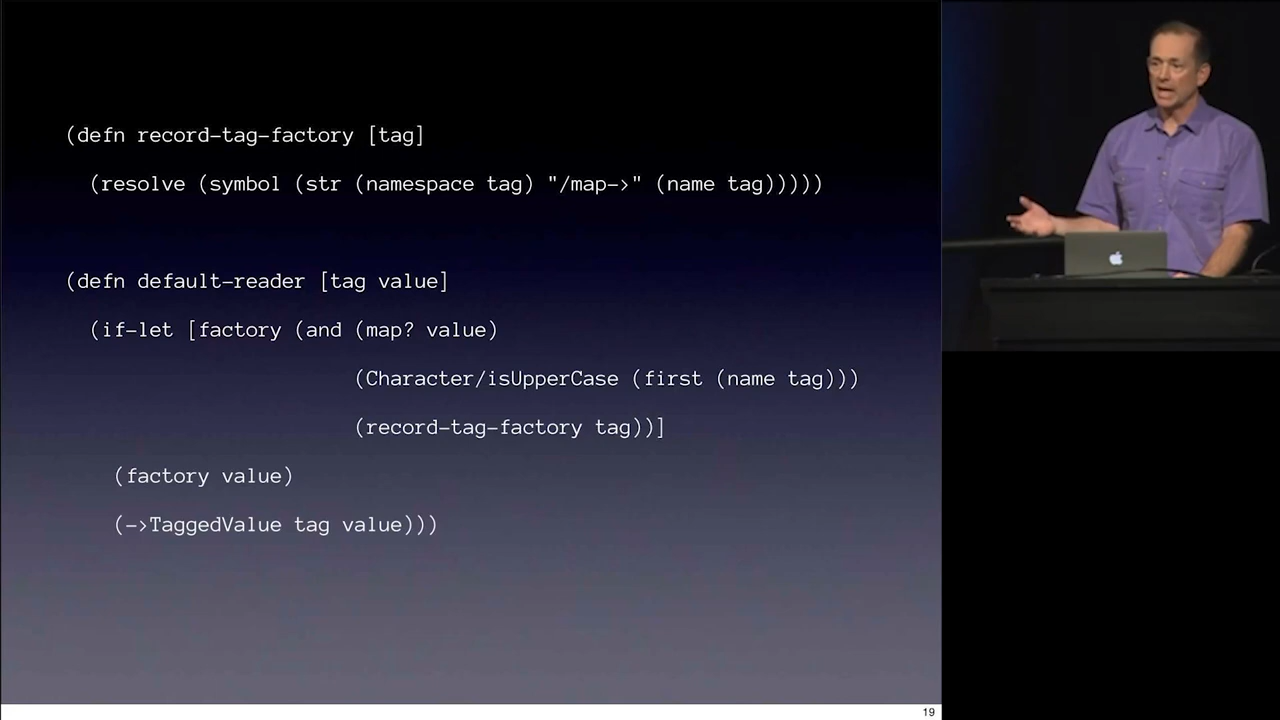 (defn record-tag-factory [tag]
(resolve (symbol (str (namespace tag) "/map->" (name tag)))))
(defn default-reader [tag value]
(if-let [factory (and (map? value)
(Character/isUpperCase (first (name tag)))
(record-tag-factory tag))]
(factory value)
(->TaggedValue tag value)))
19